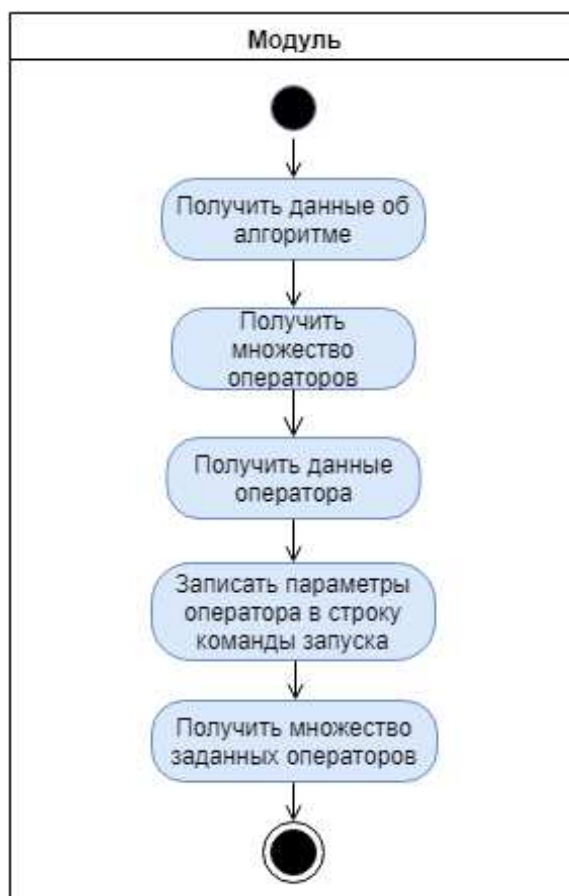 Модуль
Получить данные об
алгоритме
Получить
множество
операторов
Получить данные
оператора
Записать параметры
оператора в строку
команды запуска
Получить множество
заданных операторов